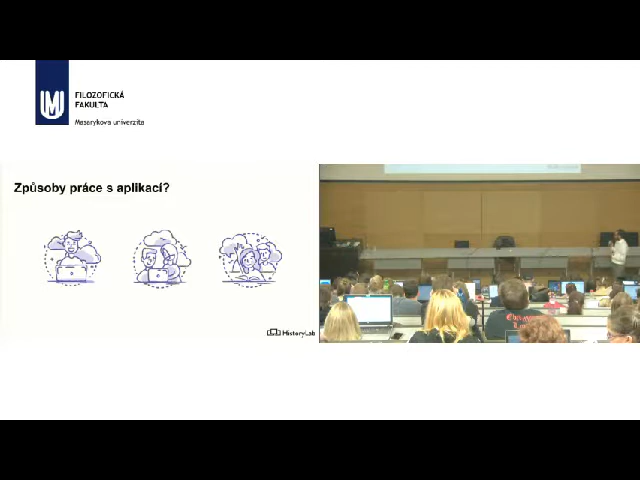 FILOZOFICKÁ
FAKULTA
Masarykova univerzita
Způsoby práce s aplikací?
HistoryLab